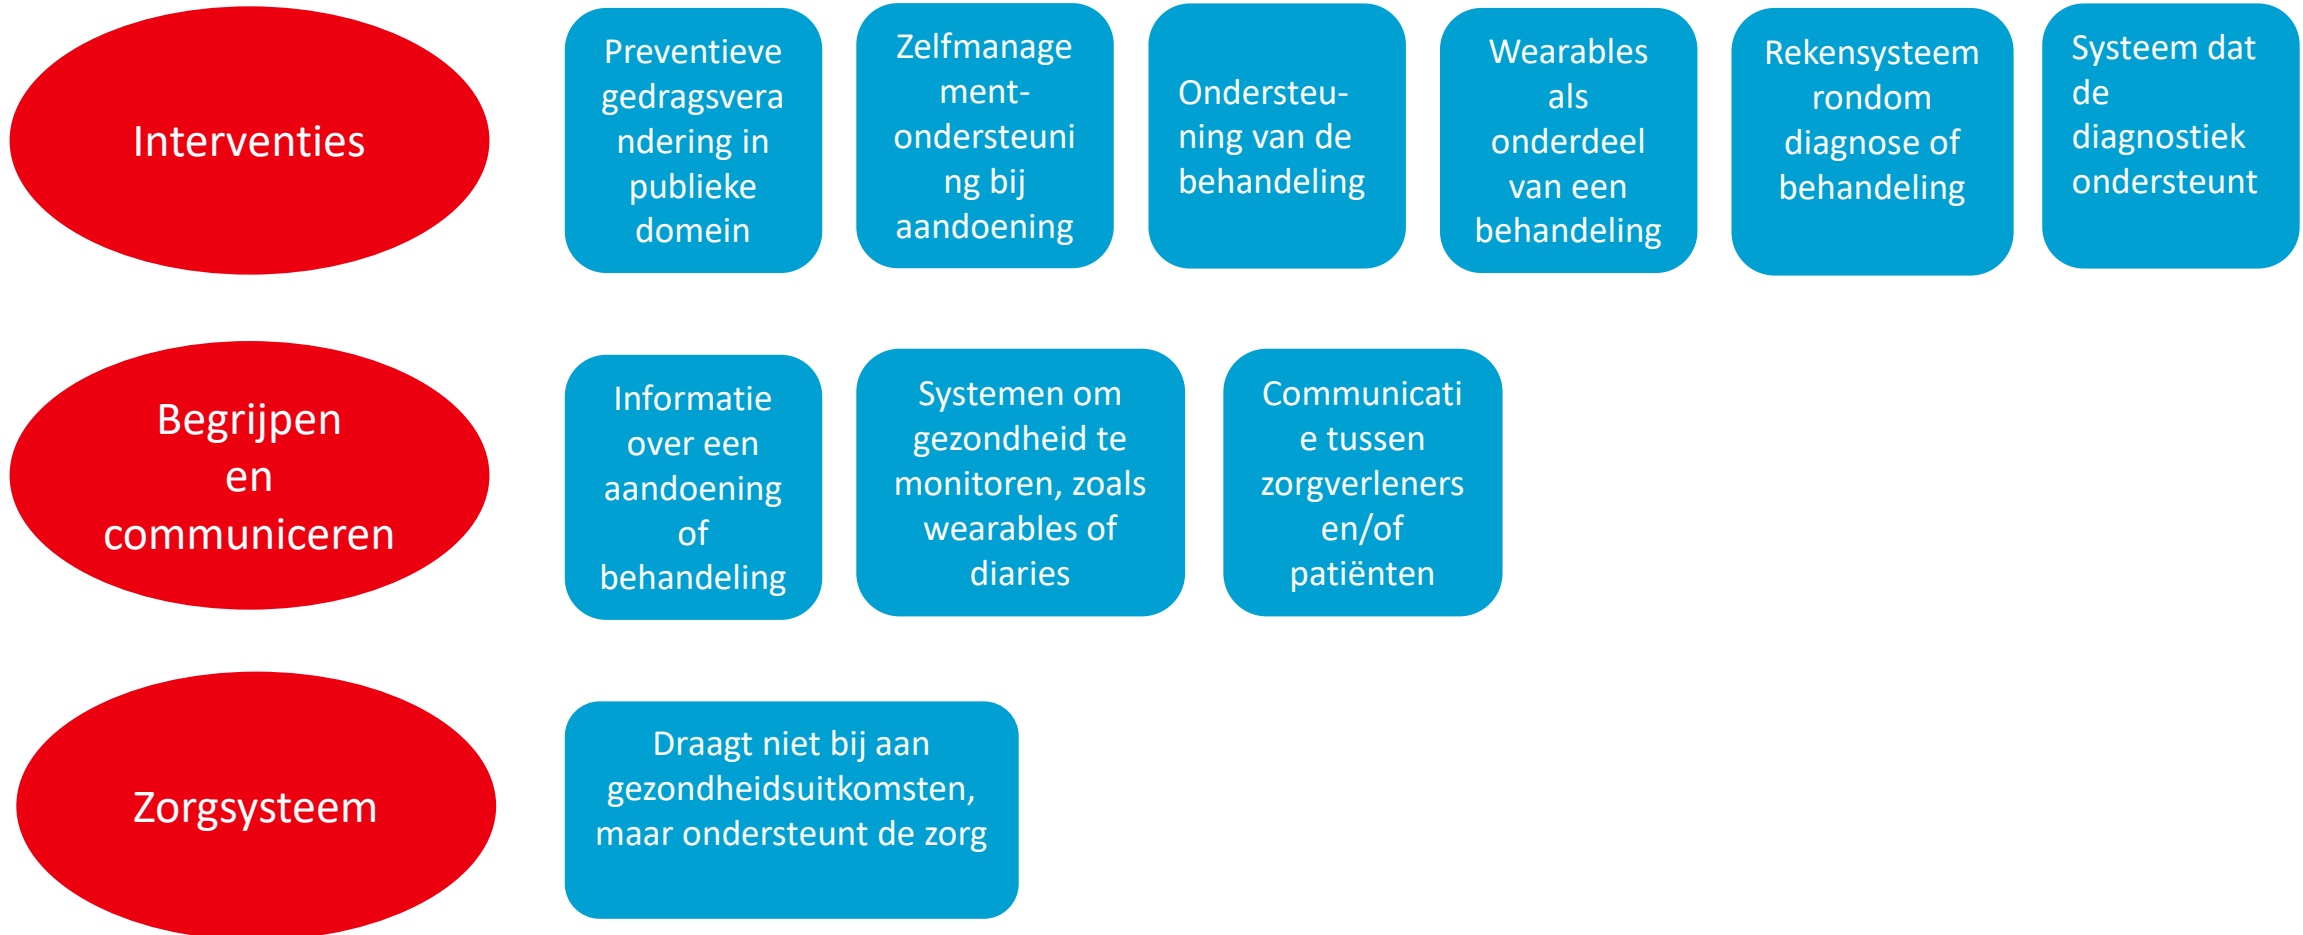 Interventies
Preventieve
gedragsvera
ndering in
publieke
domein
Zelfmanage
ment-
ondersteuni
ng bij
aandoening
Ondersteu-
ning van de
behandeling
Wearables
als
onderdeel
van een
behandeling
Rekensysteem
rondom
diagnose of
behandeling
Systeem dat
de
diagnostiek
ondersteunt
Begrijpen
en
communiceren
Informatie
over een
aandoening
of
behandeling
Systemen om
gezondheid te
monitoren, zoals
wearables of
diaries
Communicati
e tussen
zorgverleners
en/of
patiënten
Zorgsysteem
Draagt niet bij aan
gezondheidsuitkomsten,
maar ondersteunt de zorg